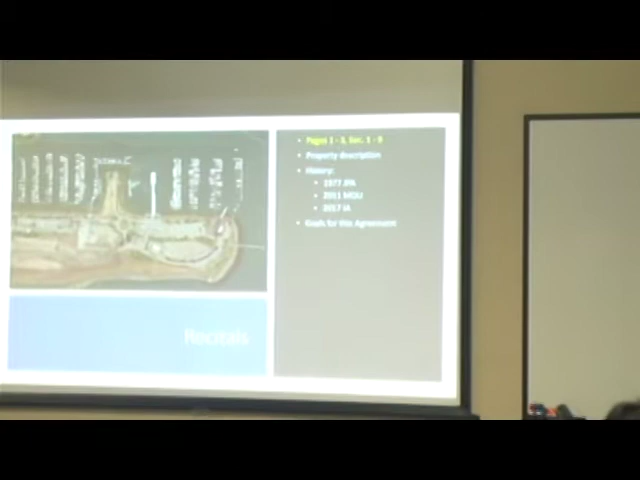 Pages 1 - 3, Sec. 1 - 9
Property description
History:
1977 JPA
2011 MOU
2017 IA
Goals for this Agreement
Recitals